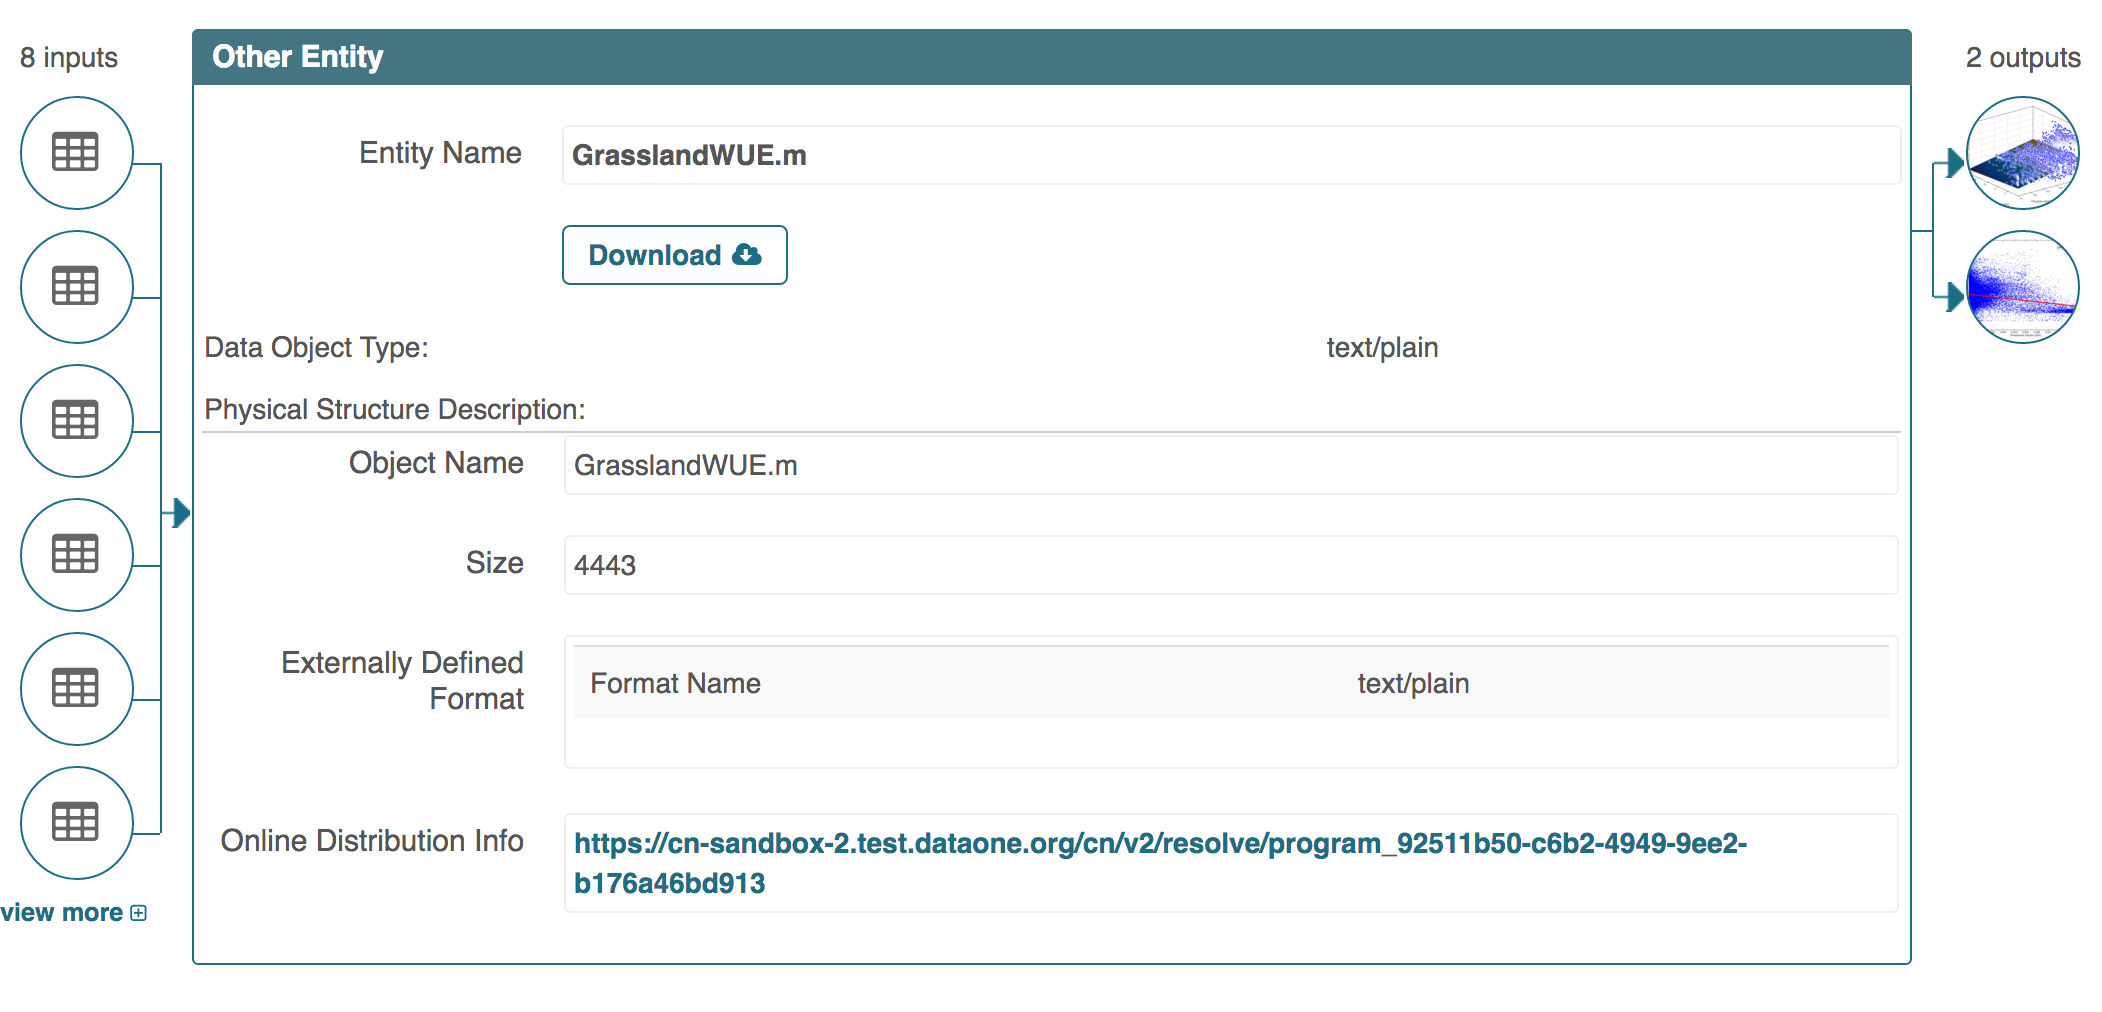 8 inputs
Other Entity
2 outputs
Entity Name
GrasslandWUE.m
Download
Data Object Type:
text/plain
Physical Structure Description:
Object Name
GrasslandWUE.m
Size
4443
Externally Defined
Format
Format Name
text/plain
Online Distribution Info
https://cn-sandbox-2.test.dataone.org/cn/v2/resolve/program_92511b50-c6b2-4949-9ee2-
b176a46bd913
view more